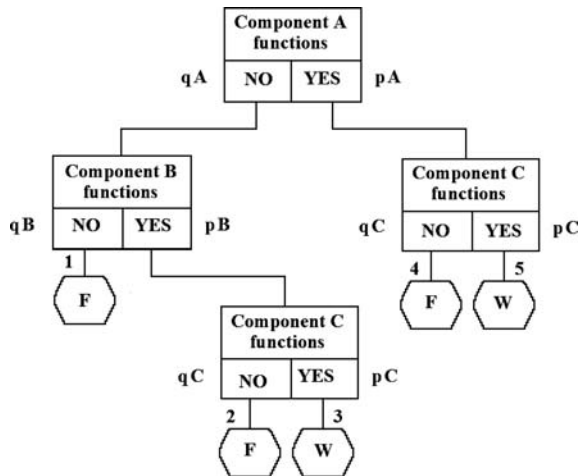 Component A
functions
qA NO YES pA
Component B
functions
qB NO YES pB
Component C
functions
qC NO YES pC
1
F
4 5
F W
Component C
functions
qC NO YES pC
2 3
F W